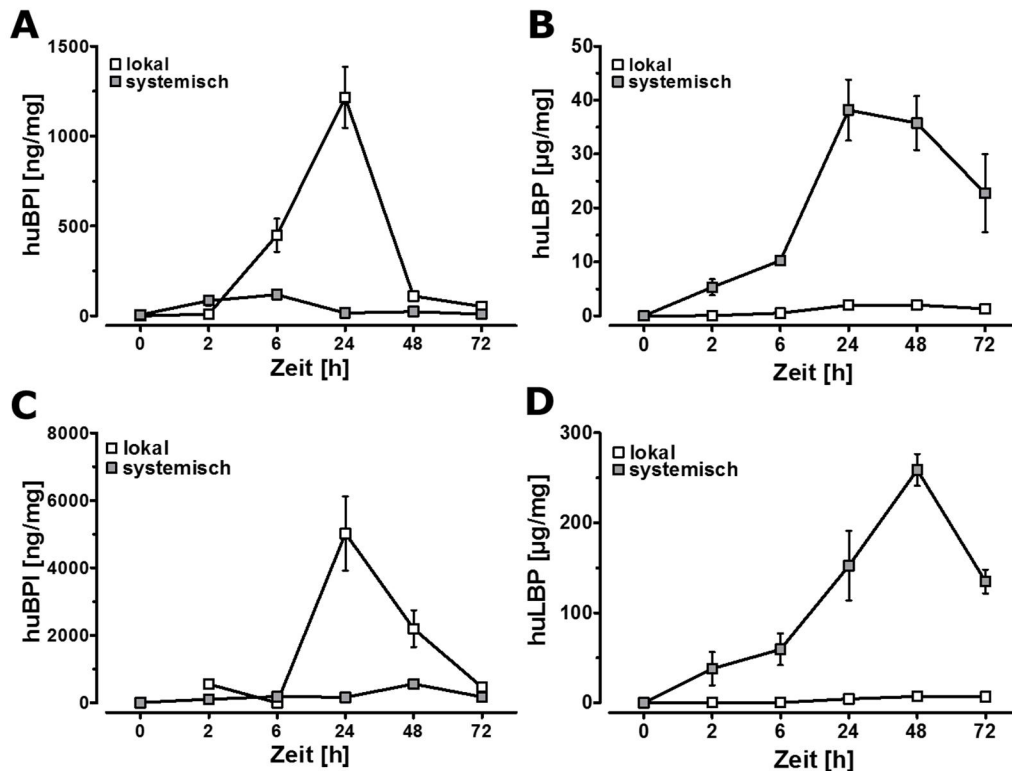 A
huBPI [ng/mg]
1500
1000
500
0
lokal
systemisch
0 2 6 24 48 72
Zeit [h]
B
huLBP [µg/mg]
50
40
30
20
10
0
lokal
systemisch
0 2 6 24 48 72
Zeit [h]
C
huBPI [ng/mg]
8000
6000
4000
2000
0
lokal
systemisch
0 2 6 24 48 72
Zeit [h]
D
huLBP [µg/mg]
300
200
100
0
lokal
systemisch
0 2 6 24 48 72
Zeit [h]